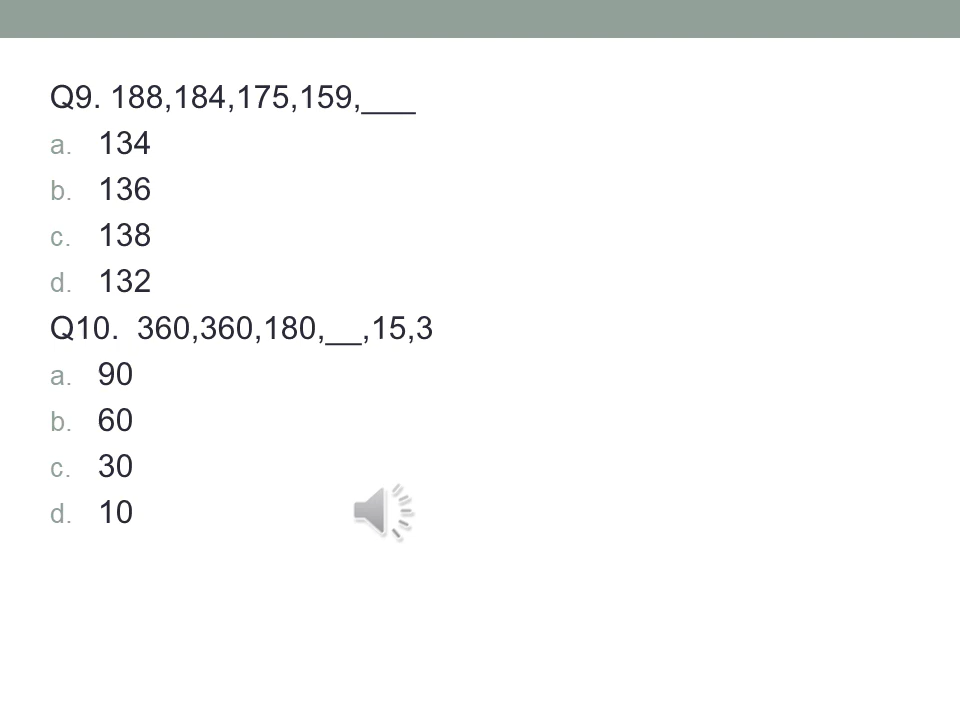 Q9. 188,184,175,159,___
a. 134
b. 136
c. 138
d. 132
Q10.  360,360,180,__,15,3
a. 90
b. 60
c. 30
d. 10